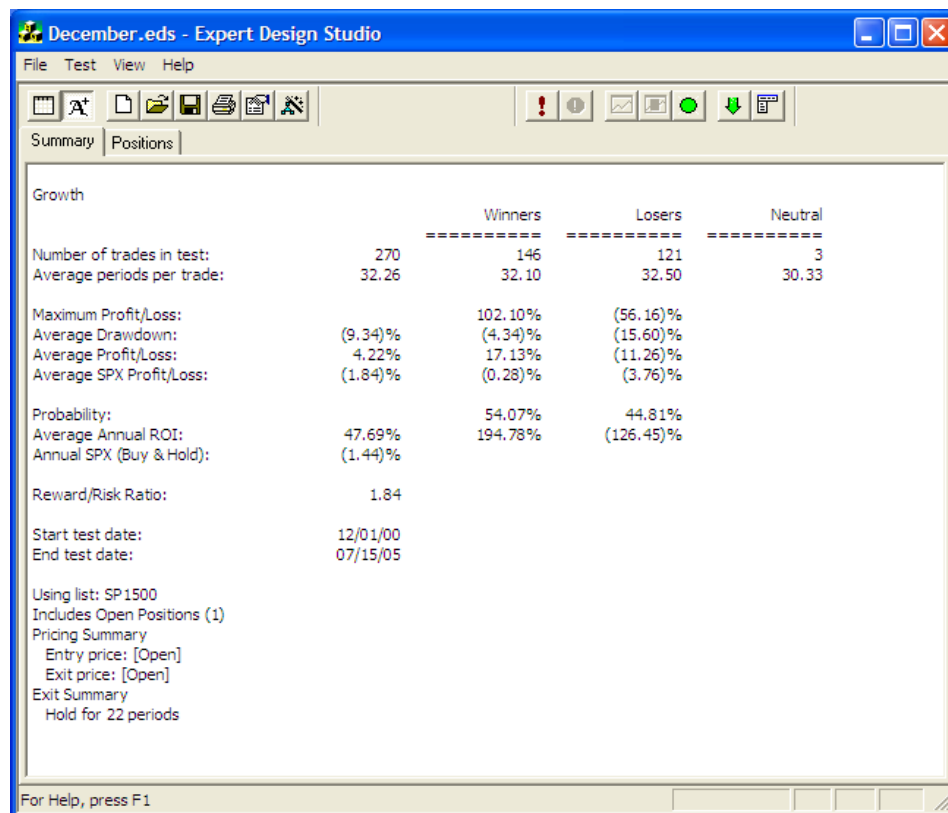 December.eds - Expert Design Studio
File Test View Help
Summary Positions
Growth
Winners Losers Neutral
========== ========== ==========
Number of trades in test: 270 146 121 3
Average periods per trade: 32.26 32.10 32.50 30.33
Maximum Profit/Loss: 102.10% (56.16)%
Average Drawdown: (9.34)% (4.34)% (15.60)%
Average Profit/Loss: 4.22% 17.13% (11.26)%
Average SPX Profit/Loss: (1.84)% (0.28)% (3.76)%
Probability: 54.07% 44.81%
Average Annual ROI: 47.69% 194.78% (126.45)%
Annual SPX (Buy & Hold): (1.44)%
Reward/Risk Ratio: 1.84
Start test date: 12/01/00
End test date: 07/15/05
Using list: SP1500
Includes Open Positions (1)
Pricing Summary
Entry price: [Open]
Exit price: [Open]
Exit Summary
Hold for 22 periods
For Help, press F1